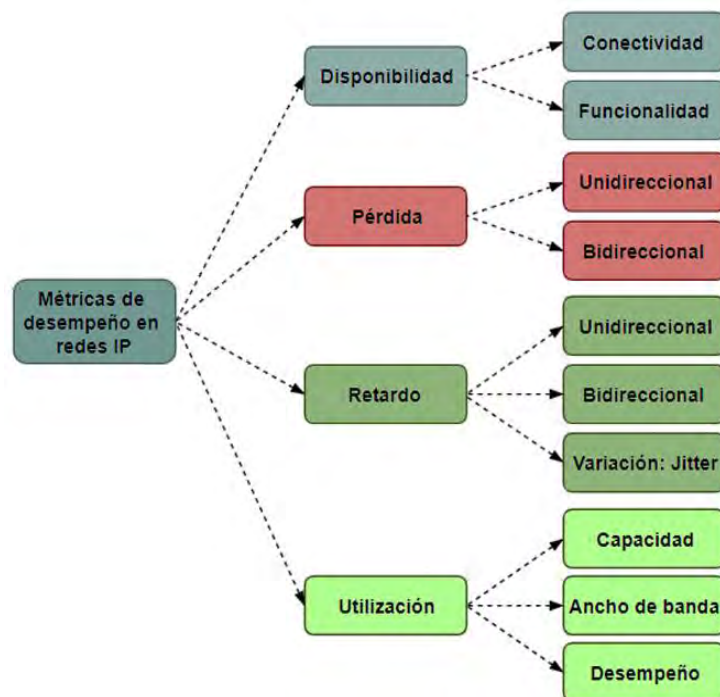 Métricas de
desempeño en
redes IP
Disponibilidad
Conectividad
Funcionalidad
Pérdida
Unidireccional
Bidireccional
Retardo
Unidireccional
Bidireccional
Variación: Jitter
Utilización
Capacidad
Ancho de banda
Desempeño